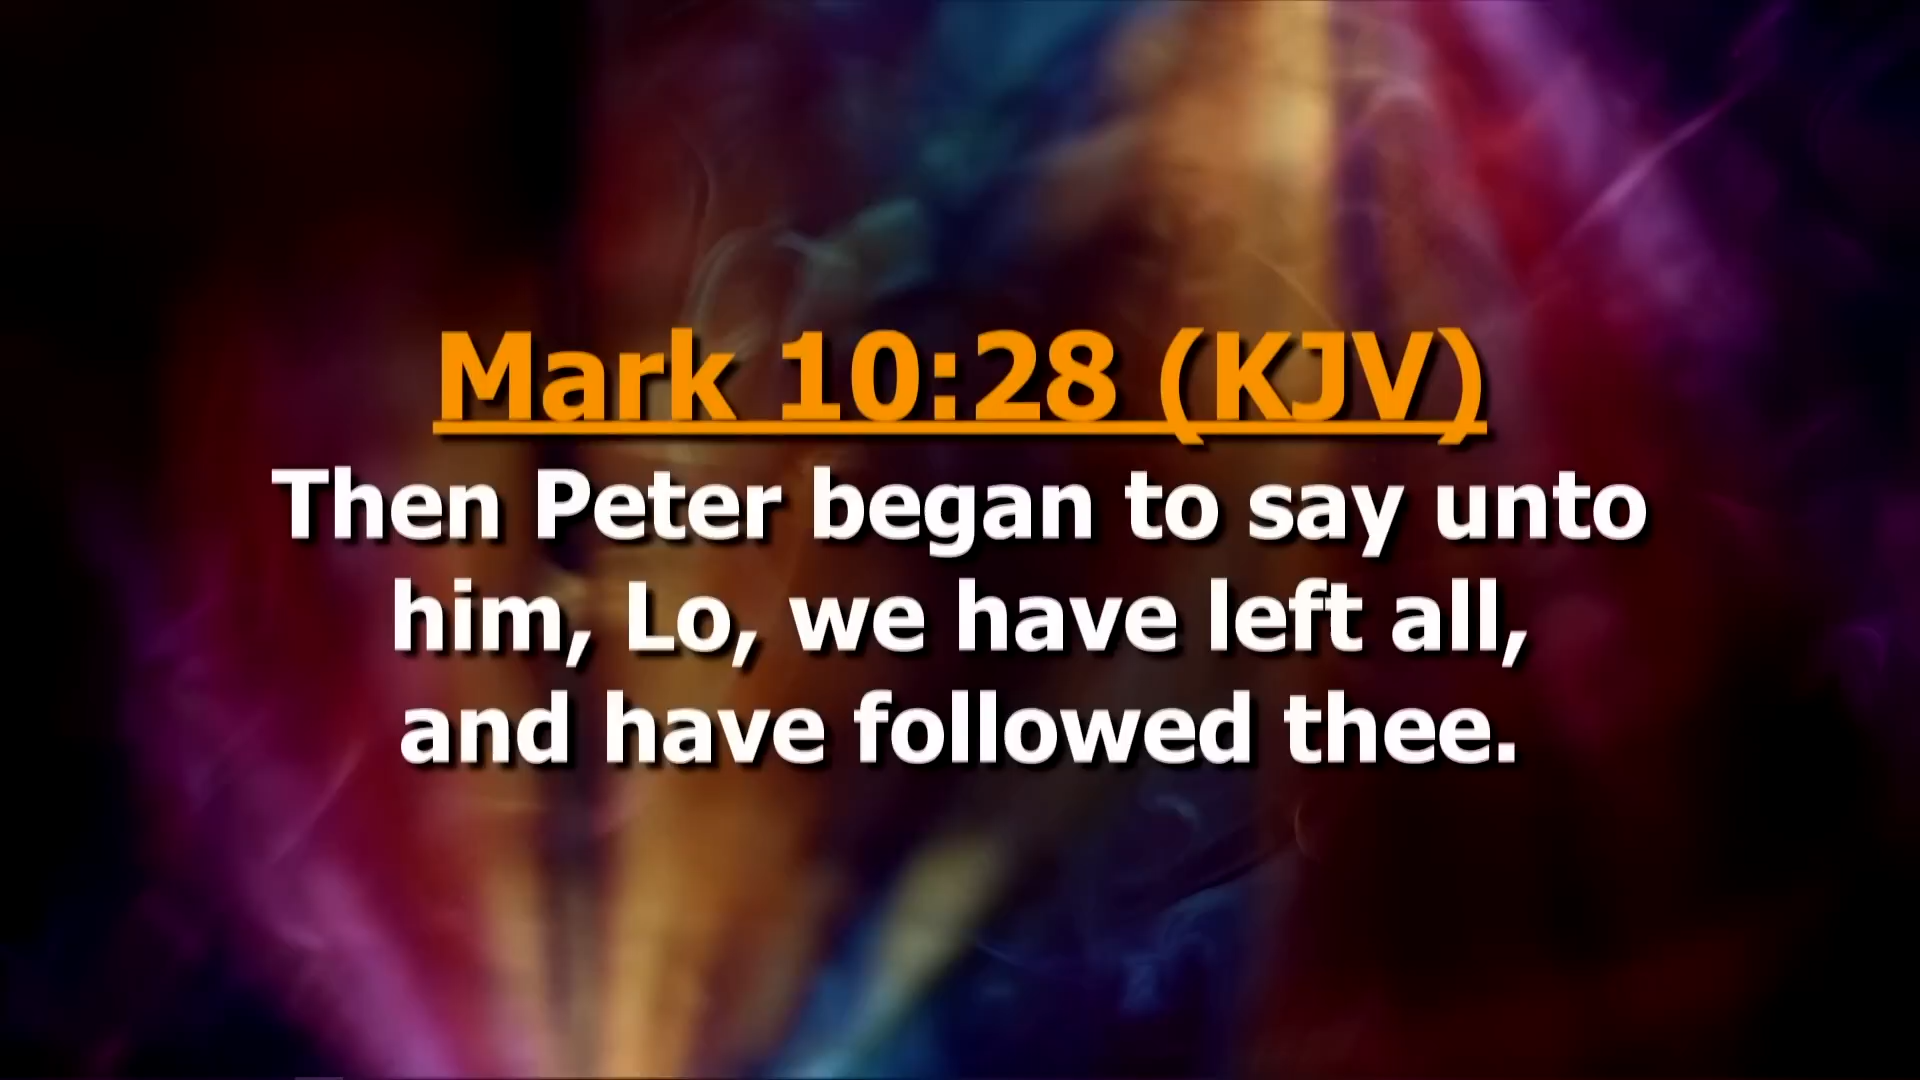 Mark 10:28 (KJV)
Then Peter began to say unto
him, Lo, we have left all,
and have followed thee.